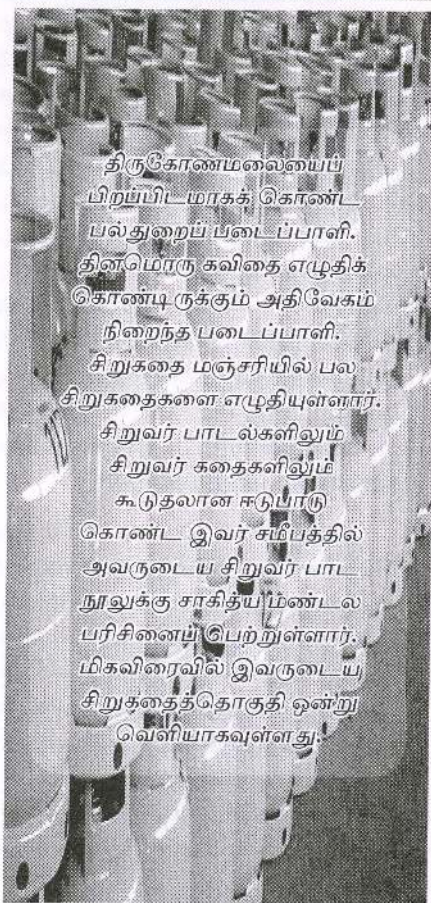 திருகோணமலையைப்
பிறப்பிடமாகக் கொண்ட
பல்துறைப் படைப்பாளி.
தினமொரு கவிதை எழுதிக்
கொண்டிருக்கும் அதிவேகம்
நிறைந்த படைப்பாளி.
சிறுகதை மஞ்சரியில் பல
சிறுகதைகளை எழுதியுள்ளார்.
சிறுவர் பாடல்களிலும்
சிறுவர் கதைகளிலும்
கூடுதலான ஈடுபாடு
கொண்ட இவர் சமீபத்தில்
அவருடைய சிறுவர் பாட
நூலுக்கு சாகித்ய மண்டல
பரிசினைப் பெற்றுள்ளார்.
மிகவிரைவில் இவருடைய
சிறுகதைத்தொகுதி ஒன்று
வெளியாகவுள்ளது.